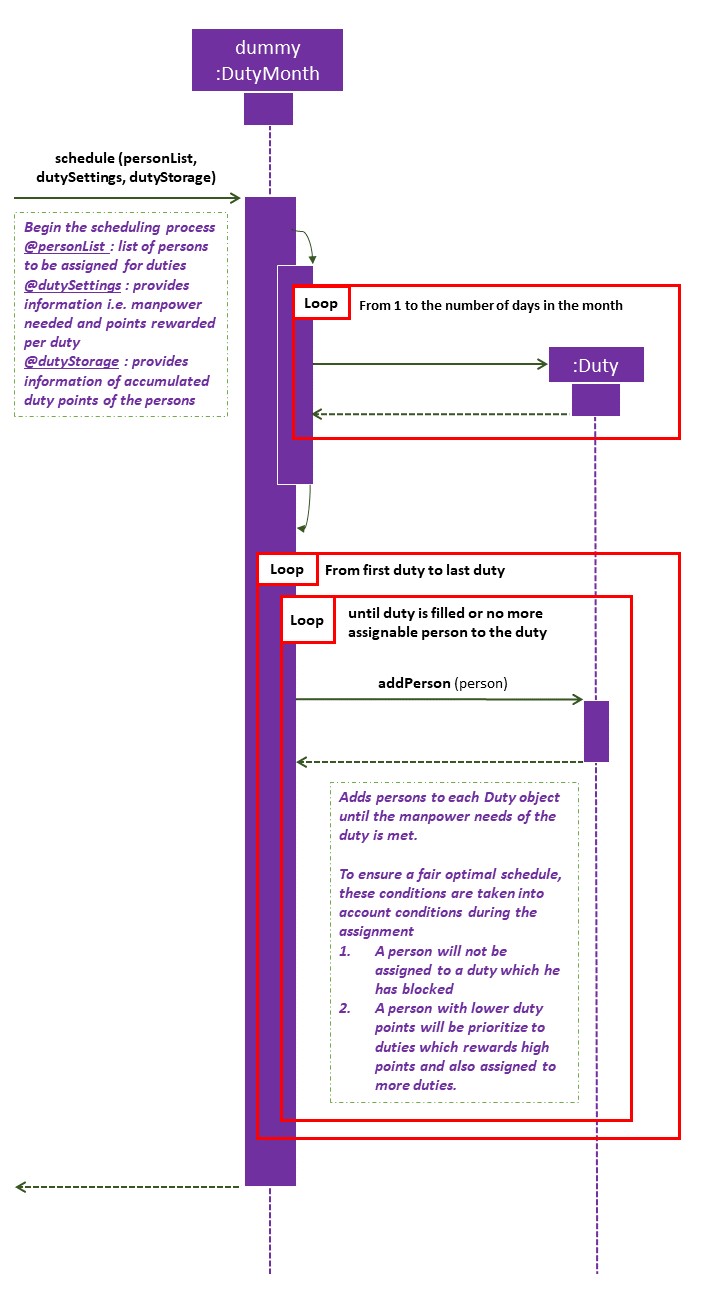 dummy
:DutyMonth
schedule (personList,
dutySettings, dutyStorage)
Begin the scheduling process
@personList : list of persons
to be assigned for duties
@dutySettings : provides
information i.e. manpower
needed and points rewarded
per duty
@dutyStorage : provides
information of accumulated
duty points of the persons
Loop
From 1 to the number of days in the month
:Duty
Loop
From first duty to last duty
Loop
until duty is filled or no more
assignable person to the duty
addPerson (person)
Adds persons to each Duty object
until the manpower needs of the
duty is met.
To ensure a fair optimal schedule,
these conditions are taken into
account conditions during the
assignment
1. A person will not be
assigned to a duty which he
has blocked
2. A person with lower duty
points will be prioritize to
duties which rewards high
points and also assigned to
more duties.